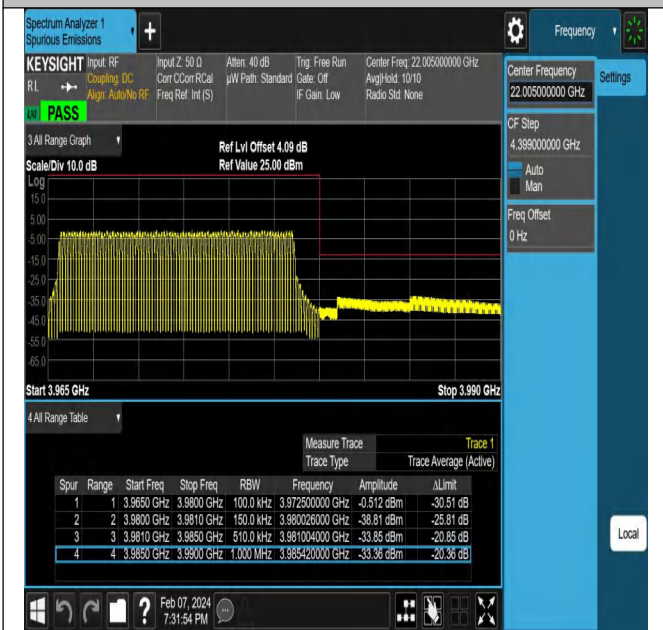 Spectrum Analyzer 1
Spurious Emissions
Frequency
KEYSIGHT
RL
Input: RF
Coupling: DC
Align: Auto/No RF
Input Z: 50 Ω
Corr CCorr RCal
Freq Ref: Int (S)
Atten: 40 dB
µW Path: Standard
Trig: Free Run
Gate: Off
IF Gain: Low
Center Freq: 22.005000000 GHz
Avg|Hold: 10/10
Radio Std: None
PASS
Center Frequency
22.005000000 GHz
Settings
CF Step
4.399000000 GHz
Auto
Man
Freq Offset
0 Hz
3 All Range Graph
Scale/Div 10.0 dB
Ref Lvl Offset 4.09 dB
Ref Value 25.00 dBm
Log
15.0
5.00
-5.00
-15.0
-25.0
-35.0
-45.0
-55.0
-65.0
Start 3.965 GHz
Stop 3.990 GHz
4 All Range Table
Measure Trace Trace 1
Trace Type Trace Average (Active)
Spur Range Start Freq Stop Freq RBW Frequency Amplitude ΔLimit
1 1 3.9650 GHz 3.9800 GHz 100.0 kHz 3.972500000 GHz -0.512 dBm -30.51 dB
2 2 3.9800 GHz 3.9810 GHz 150.0 kHz 3.980026000 GHz -38.81 dBm -25.81 dB
3 3 3.9810 GHz 3.9850 GHz 510.0 kHz 3.981004000 GHz -33.85 dBm -20.85 dB
4 4 3.9850 GHz 3.9900 GHz 1.000 MHz 3.985420000 GHz -33.36 dBm -20.36 dB
Local
?
Feb 07, 2024
7:31:54 PM